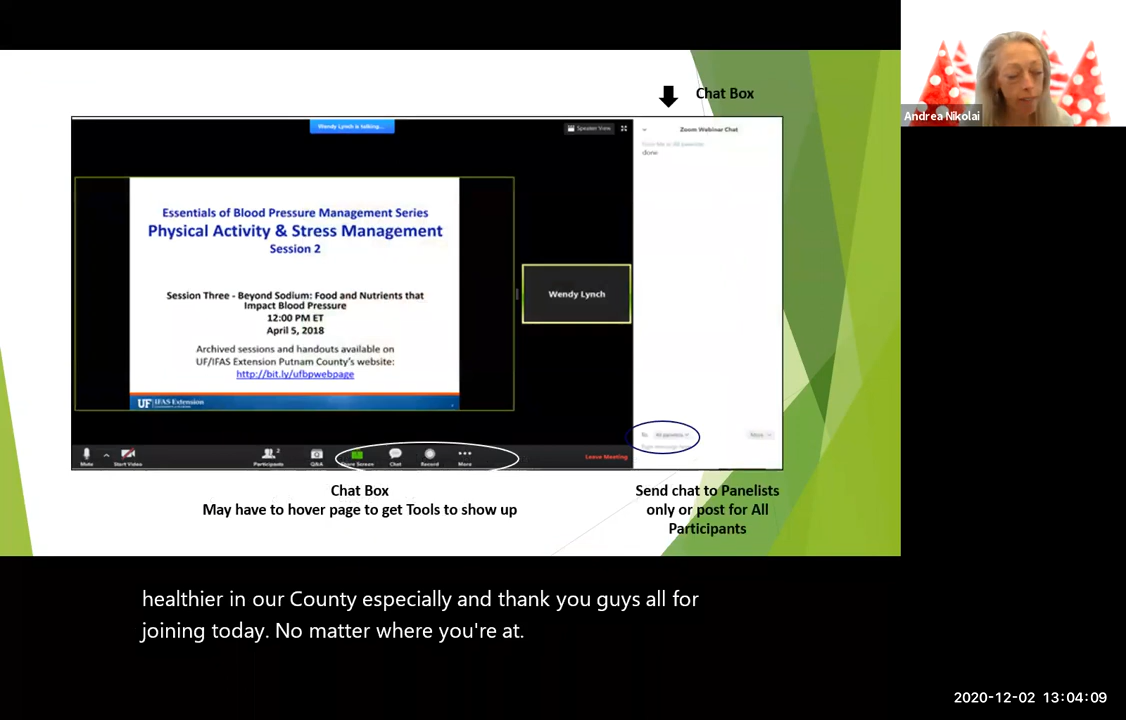 Chat Box
Andrea Nikolai
Wendy Lynch is talking...
Speaker View
Zoom Webinar Chat
done
Essentials of Blood Pressure Management Series
Physical Activity & Stress Management
Session 2
Wendy Lynch
Session Three - Beyond Sodium: Food and Nutrients that
Impact Blood Pressure
12:00 PM ET
April 5, 2018
Archived sessions and handouts available on
UF/IFAS Extension Putnam County's website:
http://bit.ly/ufbpwebpage
UF IFAS Extension
To: All panelists
More
Mute
Start Video
Participants
2
Q&A
Share Screen
Chat
Record
More
Leave Meeting
Chat Box
May have to hover page to get Tools to show up
Send chat to Panelists
only or post for All
Participants
healthier in our County especially and thank you guys all for
joining today. No matter where you're at.
2020-12-02 13:04:09